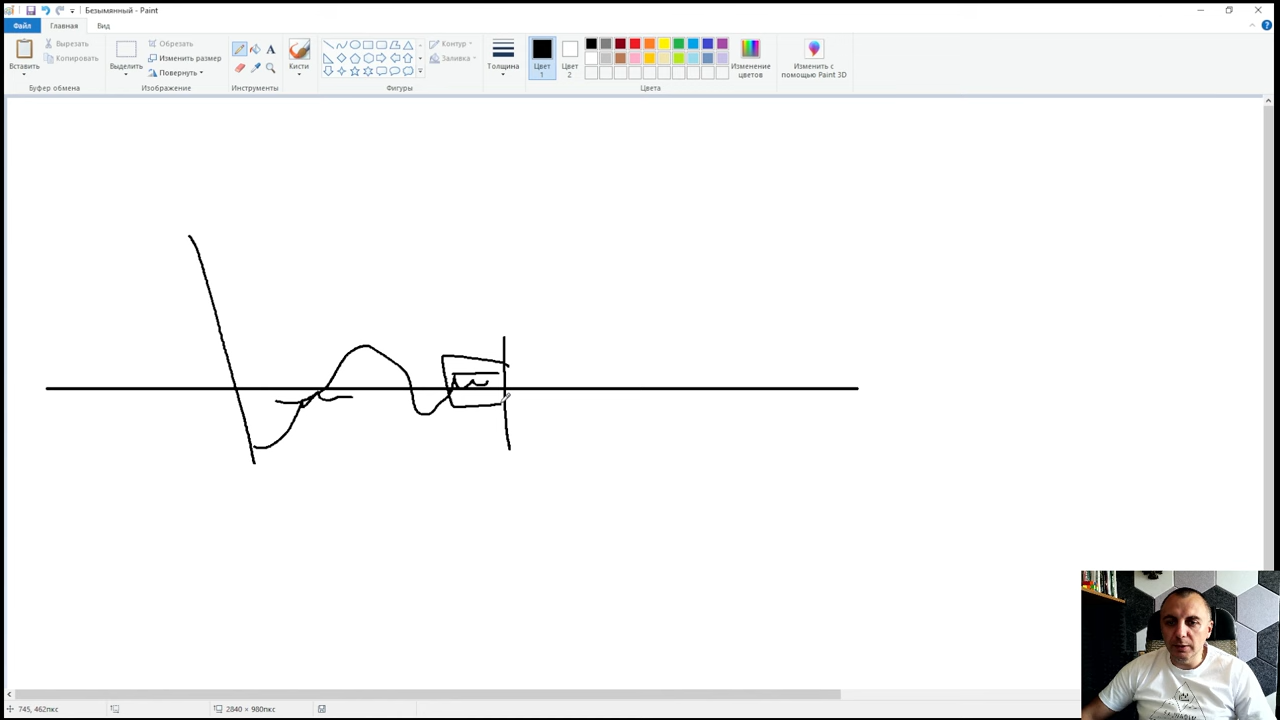 Безымянный - Paint
Файл Главная Вид
Вставить
Вырезать
Копировать
Буфер обмена
Выделить
Обрезать
Изменить размер
Повернуть
Изображение
A
Инструменты
Кисти
Контур
Заливка
Фигуры
Толщина
Цвет 1
Цвет 2
Изменение цветов
Цвета
Изменить с помощью Paint 3D
745, 462пкс
2840 × 980пкс